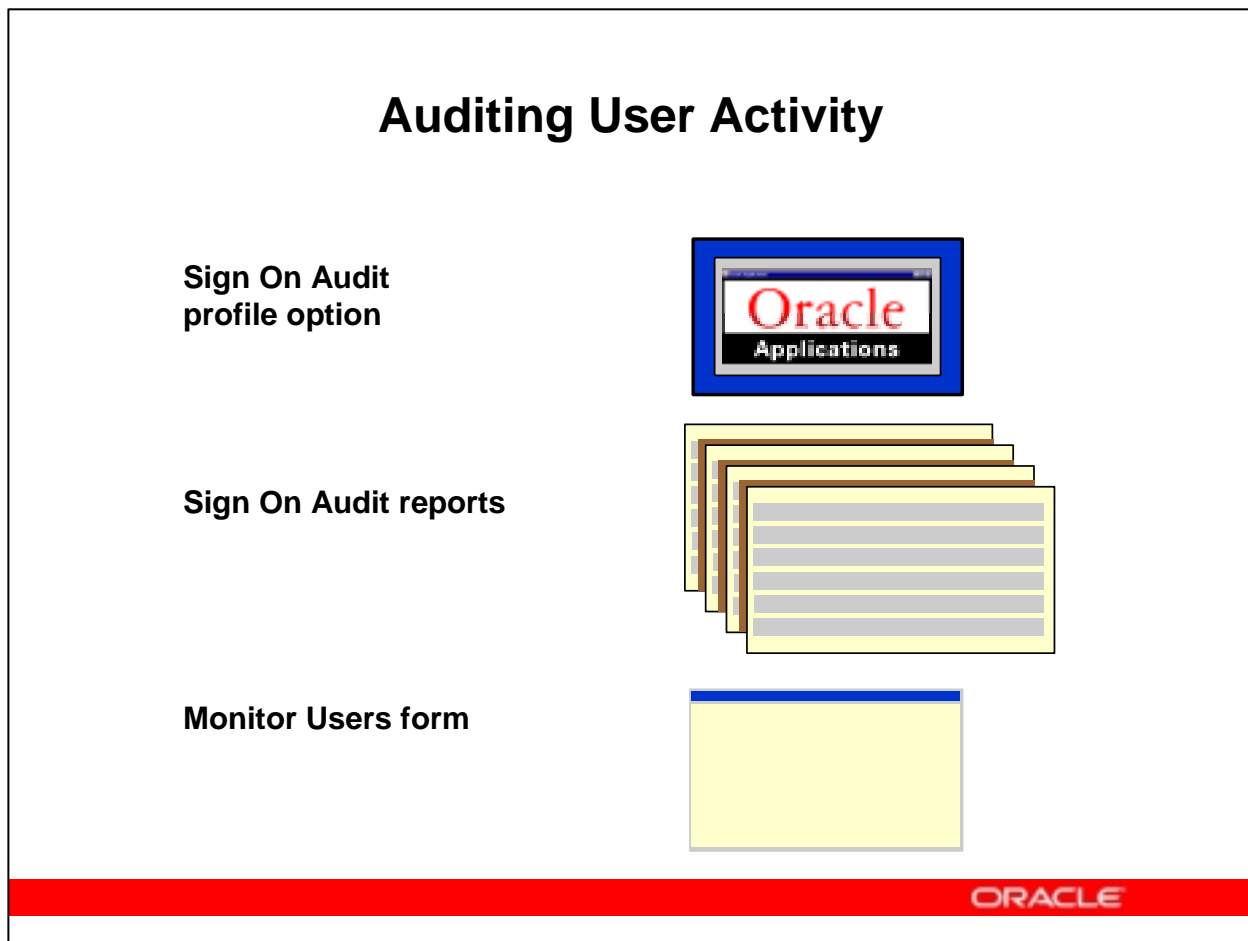 Auditing User Activity
Sign On Audit
profile option
Oracle
Applications
Sign On Audit reports
Monitor Users form
ORACLE